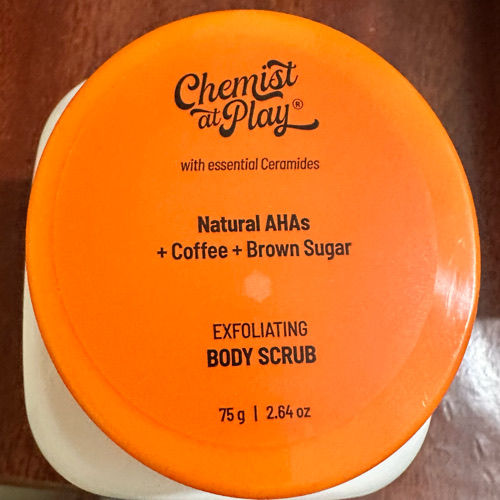 Chemist
at Play®
with essential Ceramides
Natural AHAs
+ Coffee + Brown Sugar
EXFOLIATING
BODY SCRUB
75 g | 2.64 oz